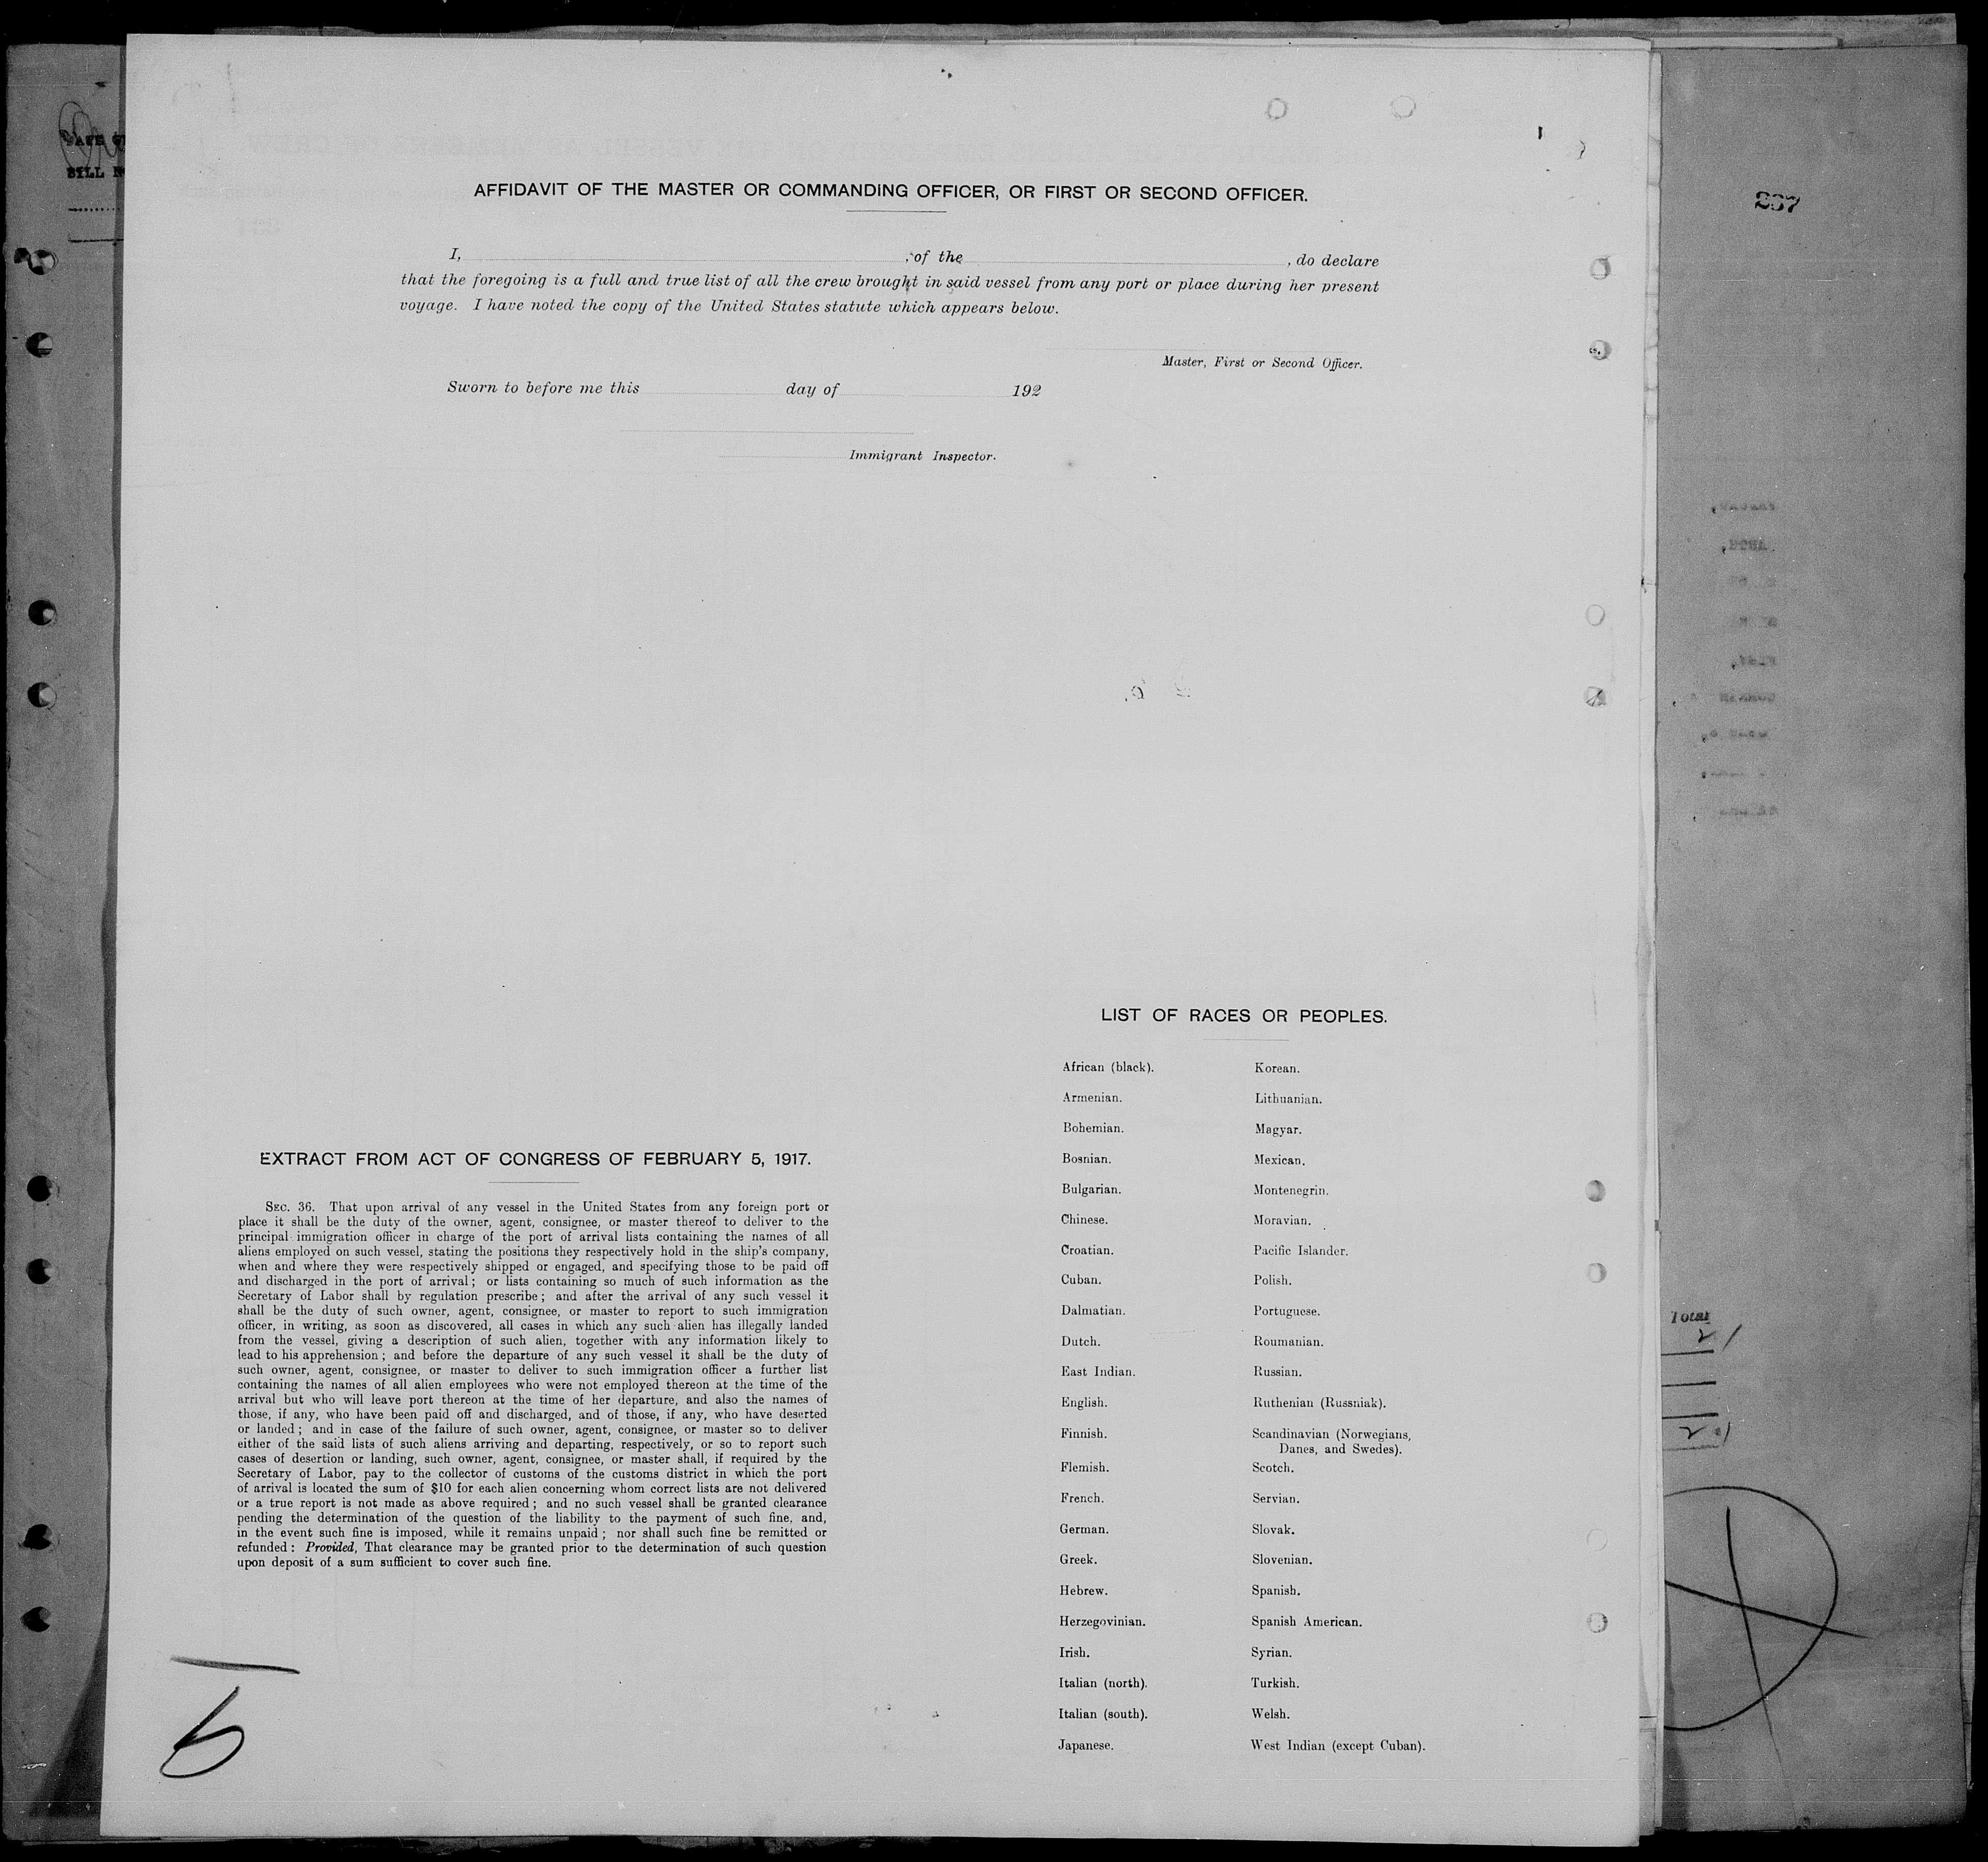 AFFIDAVIT OF THE MASTER OR COMMANDING OFFICER, OR FIRST OR SECOND OFFICER.
I, , of the , do declare
that the foregoing is a full and true list of all the crew brought in said vessel from any port or place during her present
voyage. I have noted the copy of the United States statute which appears below.
Master, First or Second Officer.
Sworn to before me this day of 192
Immigrant Inspector.
EXTRACT FROM ACT OF CONGRESS OF FEBRUARY 5, 1917.
SEC. 36. That upon arrival of any vessel in the United States from any foreign port or
place it shall be the duty of the owner, agent, consignee, or master thereof to deliver to the
principal immigration officer in charge of the port of arrival lists containing the names of all
aliens employed on such vessel, stating the positions they respectively hold in the ship's company,
when and where they were respectively shipped or engaged, and specifying those to be paid off
and discharged in the port of arrival; or lists containing so much of such information as the
Secretary of Labor shall by regulation prescribe; and after the arrival of any such vessel it
shall be the duty of such owner, agent, consignee, or master to report to such immigration
officer, in writing, as soon as discovered, all cases in which any such alien has illegally landed
from the vessel, giving a description of such alien, together with any information likely to
lead to his apprehension; and before the departure of any such vessel it shall be the duty of
such owner, agent, consignee, or master to deliver to such immigration officer a further list
containing the names of all alien employees who were not employed thereon at the time of the
arrival but who will leave port thereon at the time of her departure, and also the names of
those, if any, who have been paid off and discharged, and of those, if any, who have deserted
or landed; and in case of the failure of such owner, agent, consignee, or master so to deliver
either of the said lists of such aliens arriving and departing, respectively, or so to report such
cases of desertion or landing, such owner, agent, consignee, or master shall, if required by the
Secretary of Labor, pay to the collector of customs of the customs district in which the port
of arrival is located the sum of $10 for each alien concerning whom correct lists are not delivered
or a true report is not made as above required; and no such vessel shall be granted clearance
pending the determination of the question of the liability to the payment of such fine, and,
in the event such fine is imposed, while it remains unpaid; nor shall such fine be remitted or
refunded: Provided, That clearance may be granted prior to the determination of such question
upon deposit of a sum sufficient to cover such fine.
LIST OF RACES OR PEOPLES.
African (black).
Armenian.
Bohemian.
Bosnian.
Bulgarian.
Chinese.
Croatian.
Cuban.
Dalmatian.
Dutch.
East Indian.
English.
Finnish.
Flemish.
French.
German.
Greek.
Hebrew.
Herzegovinian.
Irish.
Italian (north).
Italian (south).
Japanese.
Korean.
Lithuanian.
Magyar.
Mexican.
Montenegrin.
Moravian.
Pacific Islander.
Polish.
Portuguese.
Roumanian.
Russian.
Ruthenian (Russniak).
Scandinavian (Norwegians,
Danes, and Swedes).
Scotch.
Servian.
Slovak.
Slovenian.
Spanish.
Spanish American.
Syrian.
Turkish.
Welsh.
West Indian (except Cuban).
5
237
Total
21
21